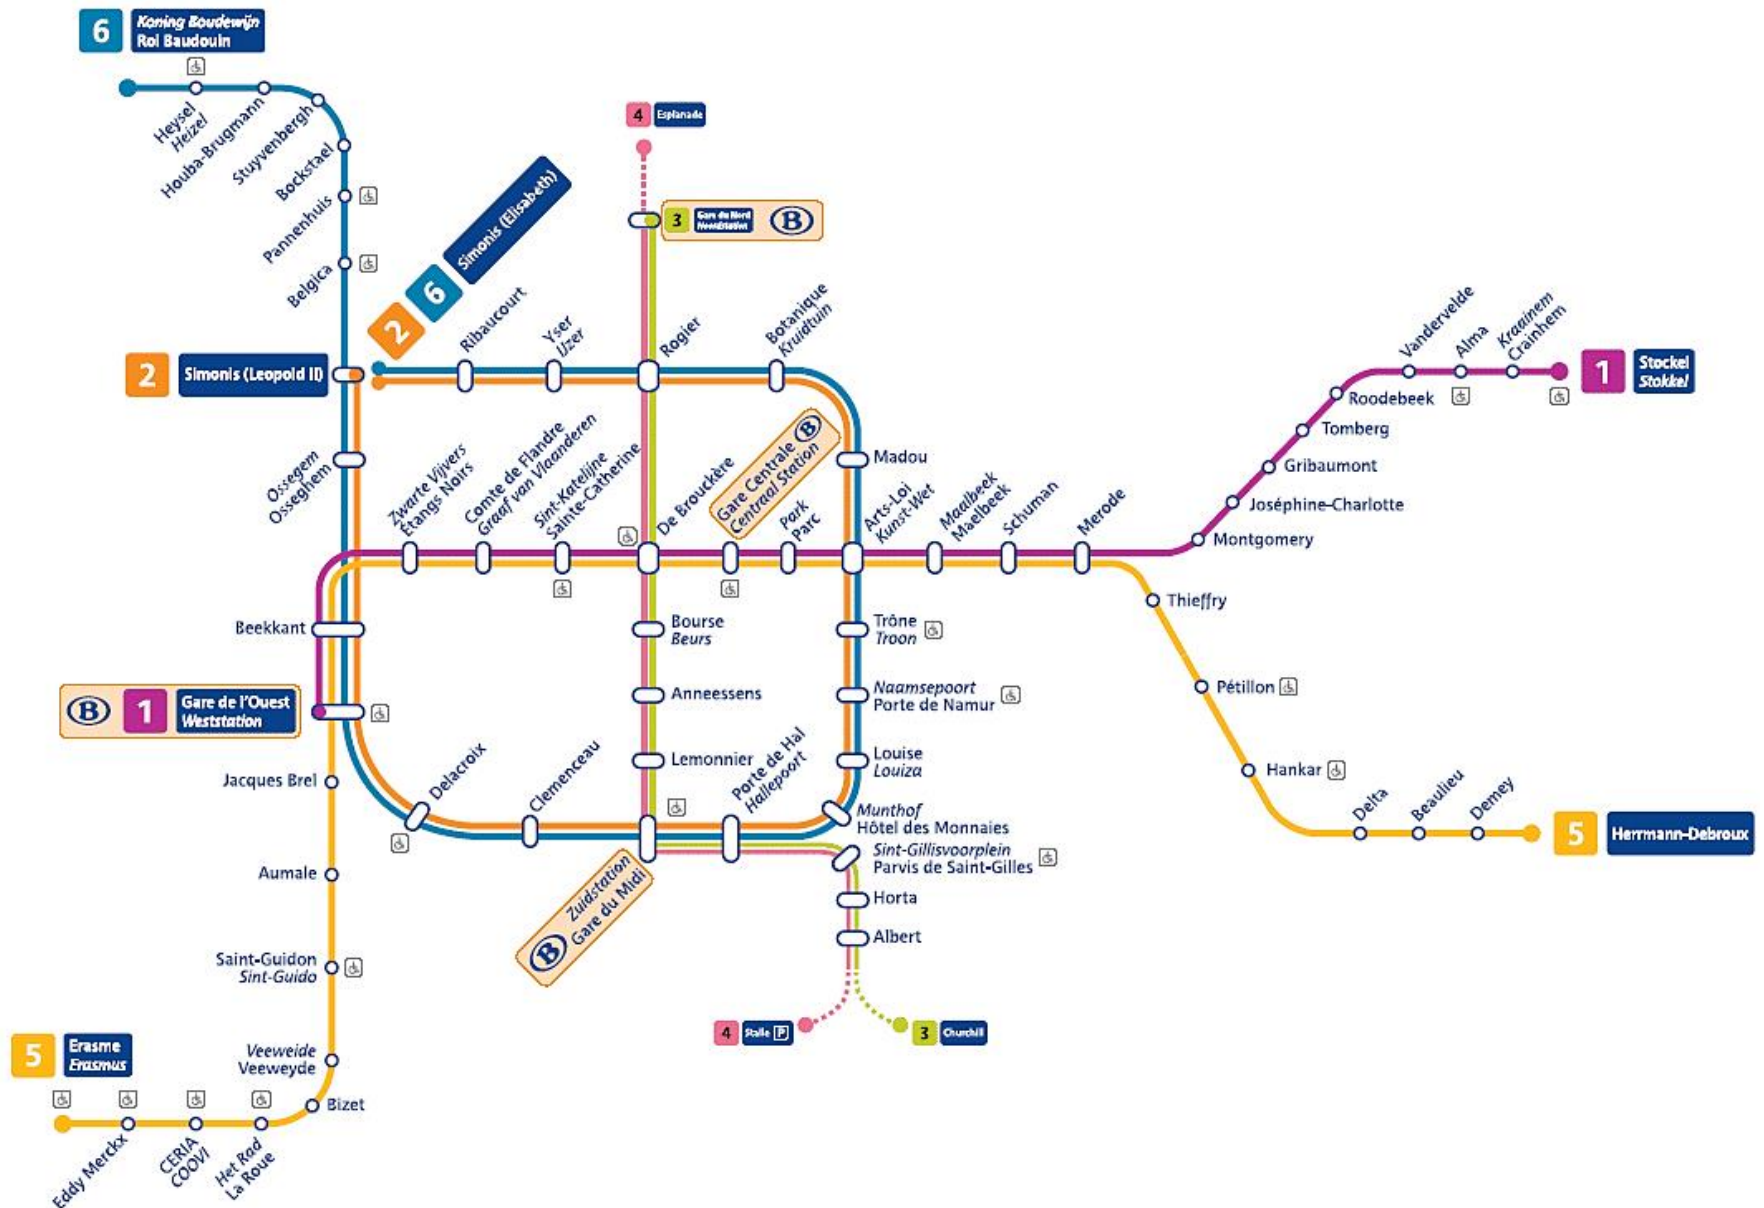 6
Koning Boudewijn
Roi Baudouin
Heysel
Heizel
Houba-Brugmann
Stuyvenbergh
Bockstael
Pannenhuis
Belgica
4
Esplanade
3
Gare du Nord
Noordstation
B
2
6
Simonis (Elisabeth)
2
Simonis (Leopold II)
Ribaucourt
Yser
IJzer
Rogier
Botanique
Kruidtuin
Ossegem
Osseghem
Zwarte Vijvers
Étangs Noirs
Comte de Flandre
Graaf van Vlaanderen
Sint-Katelijne
Sainte-Catherine
De Brouckère
Gare Centrale
Centraal Station
B
Park
Parc
Madou
Arts-Loi
Kunst-Wet
Maalbeek
Maelbeek
Schuman
Merode
Vandervelde
Alma
Kraainem
Crainhem
1
Stockel
Stokkel
Roodebeek
Tomberg
Gribaumont
Joséphine-Charlotte
Montgomery
Thieffry
Pétillon
Hankar
Delta
Beaulieu
Demey
5
Herrmann-Debroux
Beekkant
B
1
Gare de l'Ouest
Weststation
Bourse
Beurs
Anneessens
Lemonnier
Trône
Troon
Naamsepoort
Porte de Namur
Louise
Louiza
Jacques Brel
Delacroix
Clemenceau
Porte de Hal
Hallepoort
Munthof
Hôtel des Monnaies
Sint-Gillisvoorplein
Parvis de Saint-Gilles
Horta
Albert
B
Zuidstation
Gare du Midi
4
Stalle P
3
Churchill
Aumale
Saint-Guidon
Sint-Guido
Veeweide
Veeweyde
Bizet
5
Erasme
Erasmus
Eddy Merckx
CERIA
COOVI
Het Rad
La Roue